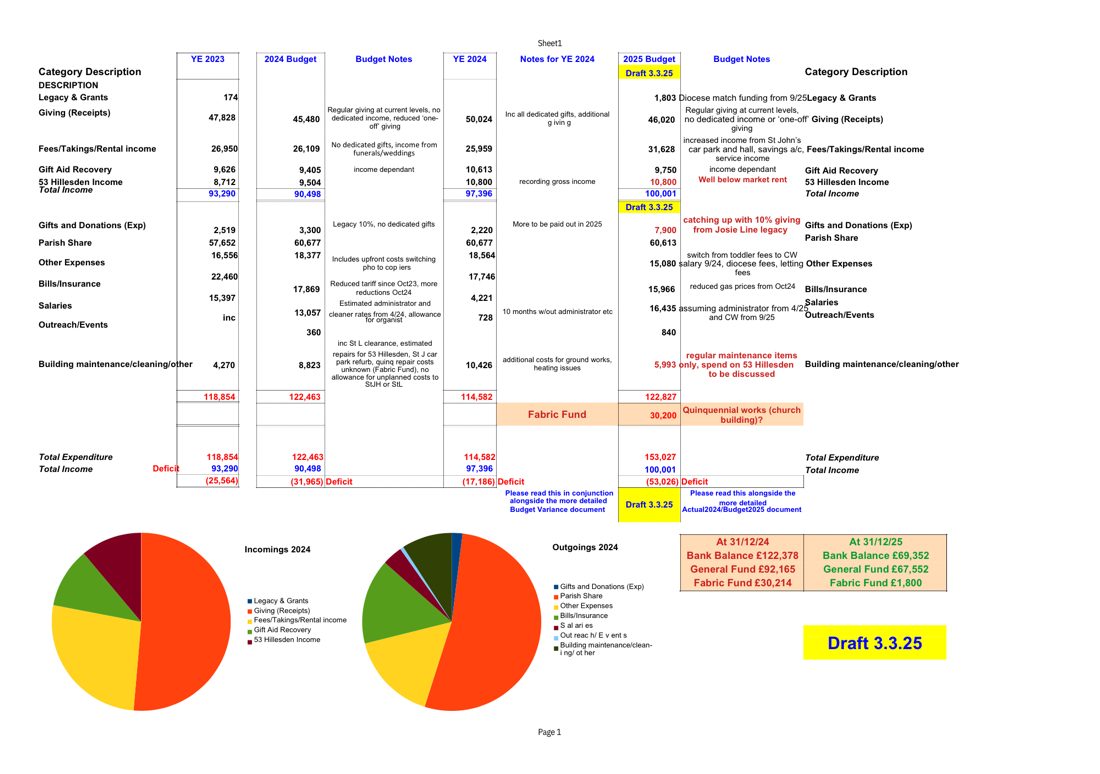 Sheet1
YE 2023 2024 Budget Budget Notes YE 2024 Notes for YE 2024 2025 Budget Budget Notes
Category Description Draft 3.3.25 Category Description
DESCRIPTION
Legacy & Grants 174 1,803 Diocese match funding from 9/25 Legacy & Grants
Giving (Receipts) 47,828 45,480 Regular giving at current levels, no
dedicated income, reduced 'one-
off' giving 50,024 Inc all dedicated gifts, additional
g ivin g 46,020 Regular giving at current levels,
no dedicated income or 'one-off'
giving Giving (Receipts)
Fees/Takings/Rental income 26,950 26,109 No dedicated gifts, income from
funerals/weddings 25,959 31,628 increased income from St John's
car park and hall, savings a/c,
service income Fees/Takings/Rental income
Gift Aid Recovery 9,626 9,405 income dependant 10,613 9,750 income dependant Gift Aid Recovery
53 Hillesden Income 8,712 9,504 10,800 recording gross income 10,800 Well below market rent 53 Hillesden Income
Total Income 93,290 90,498 97,396 100,001 Total Income
Draft 3.3.25
Gifts and Donations (Exp) 2,519 3,300 Legacy 10%, no dedicated gifts 2,220 More to be paid out in 2025 7,900 catching up with 10% giving
from Josie Line legacy Gifts and Donations (Exp)
Parish Share 57,652 60,677 60,677 60,613 Parish Share
Other Expenses 16,556 18,377 Includes upfront costs switching
pho to cop iers 18,564 15,080 switch from toddler fees to CW
salary 9/24, diocese fees, letting
fees Other Expenses
Bills/Insurance 22,460 17,869 Reduced tariff since Oct23, more
reductions Oct24 17,746 15,966 reduced gas prices from Oct24 Bills/Insurance
Salaries 15,397 13,057 Estimated administrator and
cleaner rates from 4/24, allowance
for organist 4,221 10 months w/out administrator etc 16,435 assuming administrator from 4/25
and CW from 9/25 Salaries
Outreach/Events inc 360 728 840 Outreach/Events
Building maintenance/cleaning/other 4,270 8,823 inc St L clearance, estimated
repairs for 53 Hillesden, St J car
park refurb, quinq repair costs
unknown (Fabric Fund), no
allowance for unplanned costs to
StJH or StL 10,426 additional costs for ground works,
heating issues 5,993 regular maintenance items
only, spend on 53 Hillesden
to be discussed Building maintenance/cleaning/other
118,854 122,463 114,582 122,827
Fabric Fund 30,200 Quinquennial works (church
building)?
Total Expenditure 118,854 122,463 114,582 153,027 Total Expenditure
Total Income Deficit 93,290 90,498 97,396 100,001 Total Income
(25,564) (31,965) Deficit (17,186) Deficit (53,026) Deficit
Please read this in conjunction
alongside the more detailed
Budget Variance document
Draft 3.3.25
Please read this alongside the
more detailed
Actual2024/Budget2025 document
Incomings 2024
Legacy & Grants
Giving (Receipts)
Fees/Takings/Rental income
Gift Aid Recovery
53 Hillesden Income
Outgoings 2024
Gifts and Donations (Exp)
Parish Share
Other Expenses
Bills/Insurance
S al ari es
Out reac h/ E v ent s
Building maintenance/clean-
i ng/ ot her
At 31/12/24 At 31/12/25
Bank Balance £122,378 Bank Balance £69,352
General Fund £92,165 General Fund £67,552
Fabric Fund £30,214 Fabric Fund £1,800
Draft 3.3.25
Page 1